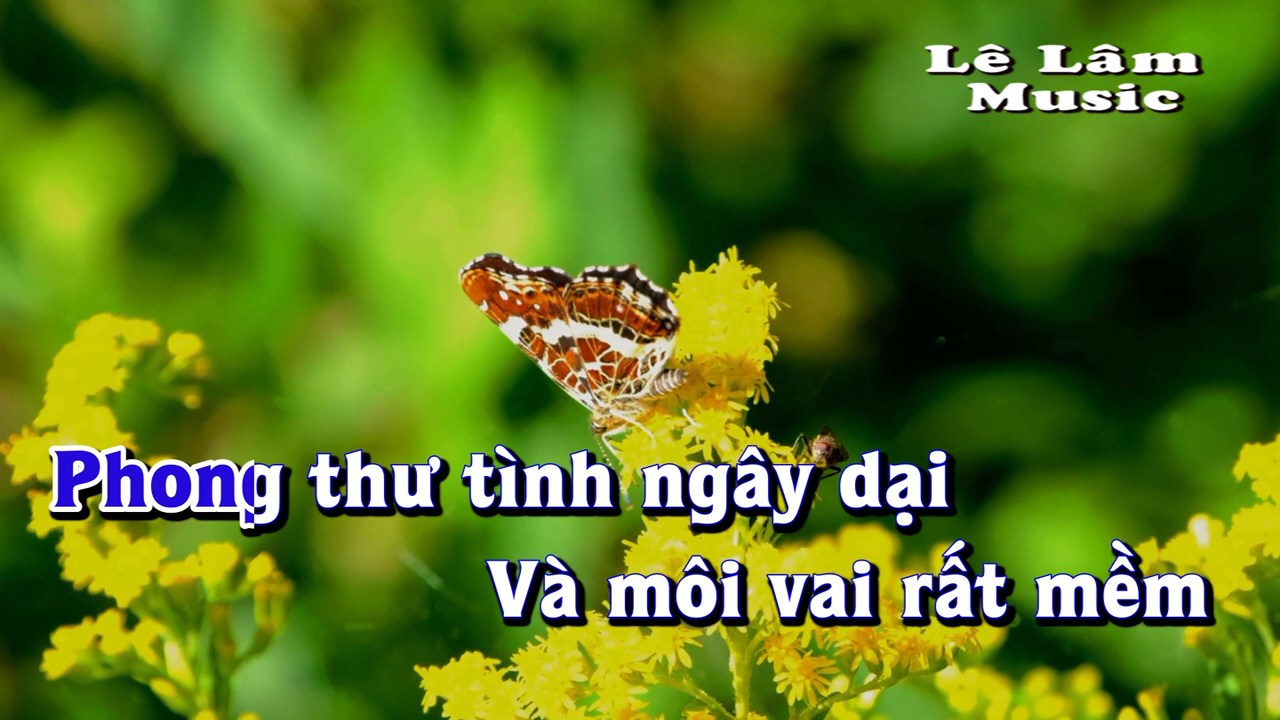 Lê Lâm
Music
Phong thư tình ngây dại
Và môi vai rất mềm